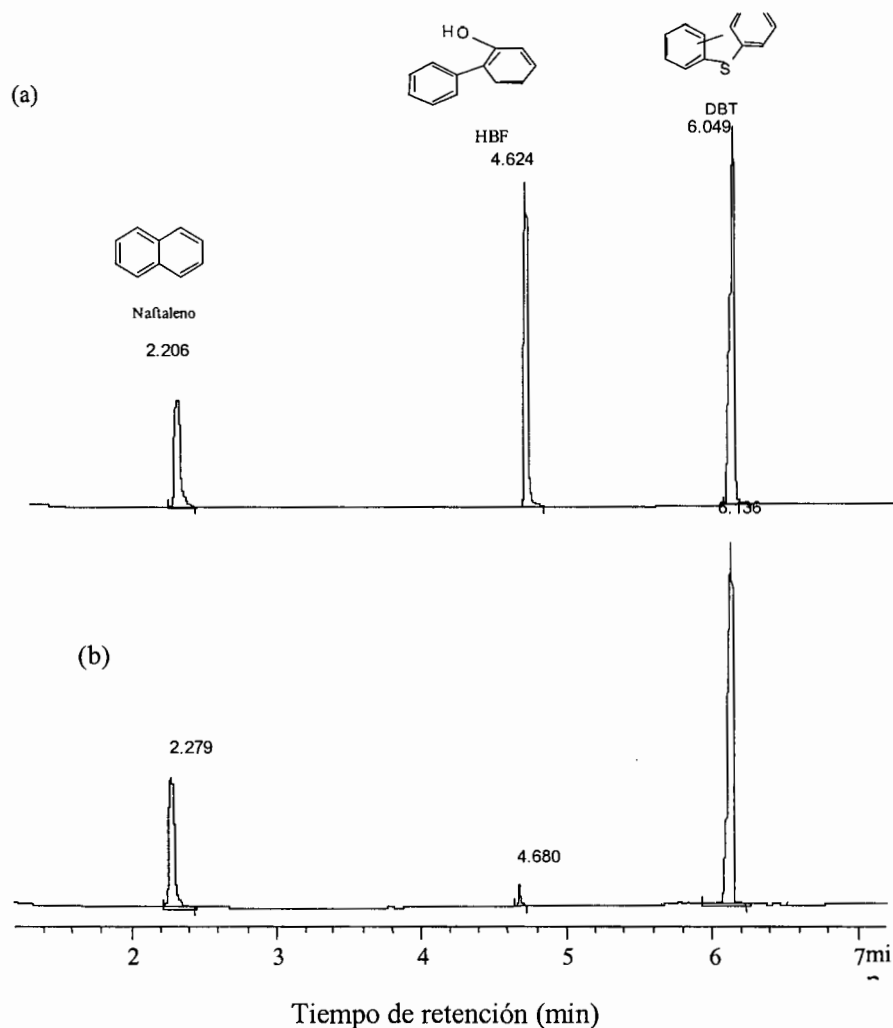 HO
S
(a)
DBT
6.049
HBF
4.624
Naftaleno
2.206
6.136
(b)
2.279
4.680
2
3
4
5
6
7mi
Tiempo de retención (min)